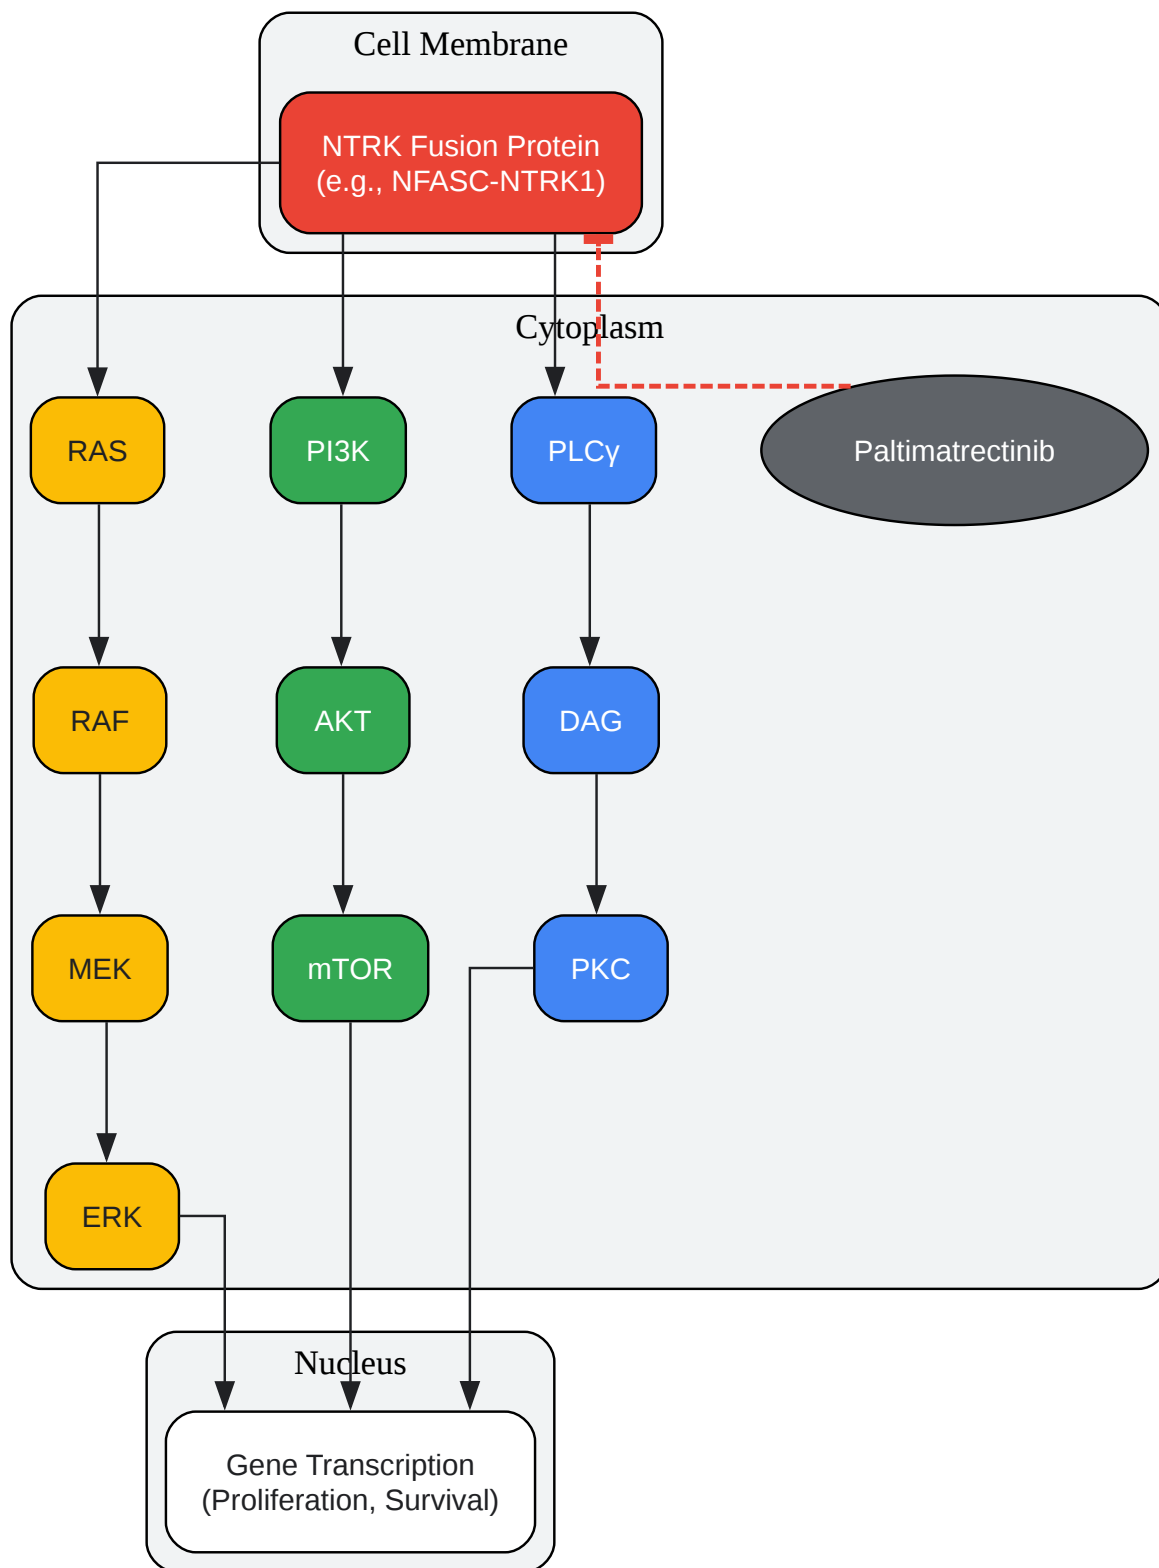 Cell Membrane
NTRK Fusion Protein
(e.g., NFASC-NTRK1)
Cytoplasm
RAS
PI3K
PLCγ
Paltimatrectinib
RAF
AKT
DAG
MEK
mTOR
PKC
ERK
Nucleus
Gene Transcription
(Proliferation, Survival)